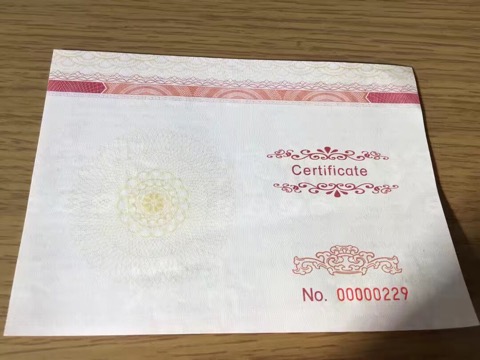 Certificate
No. 00000229